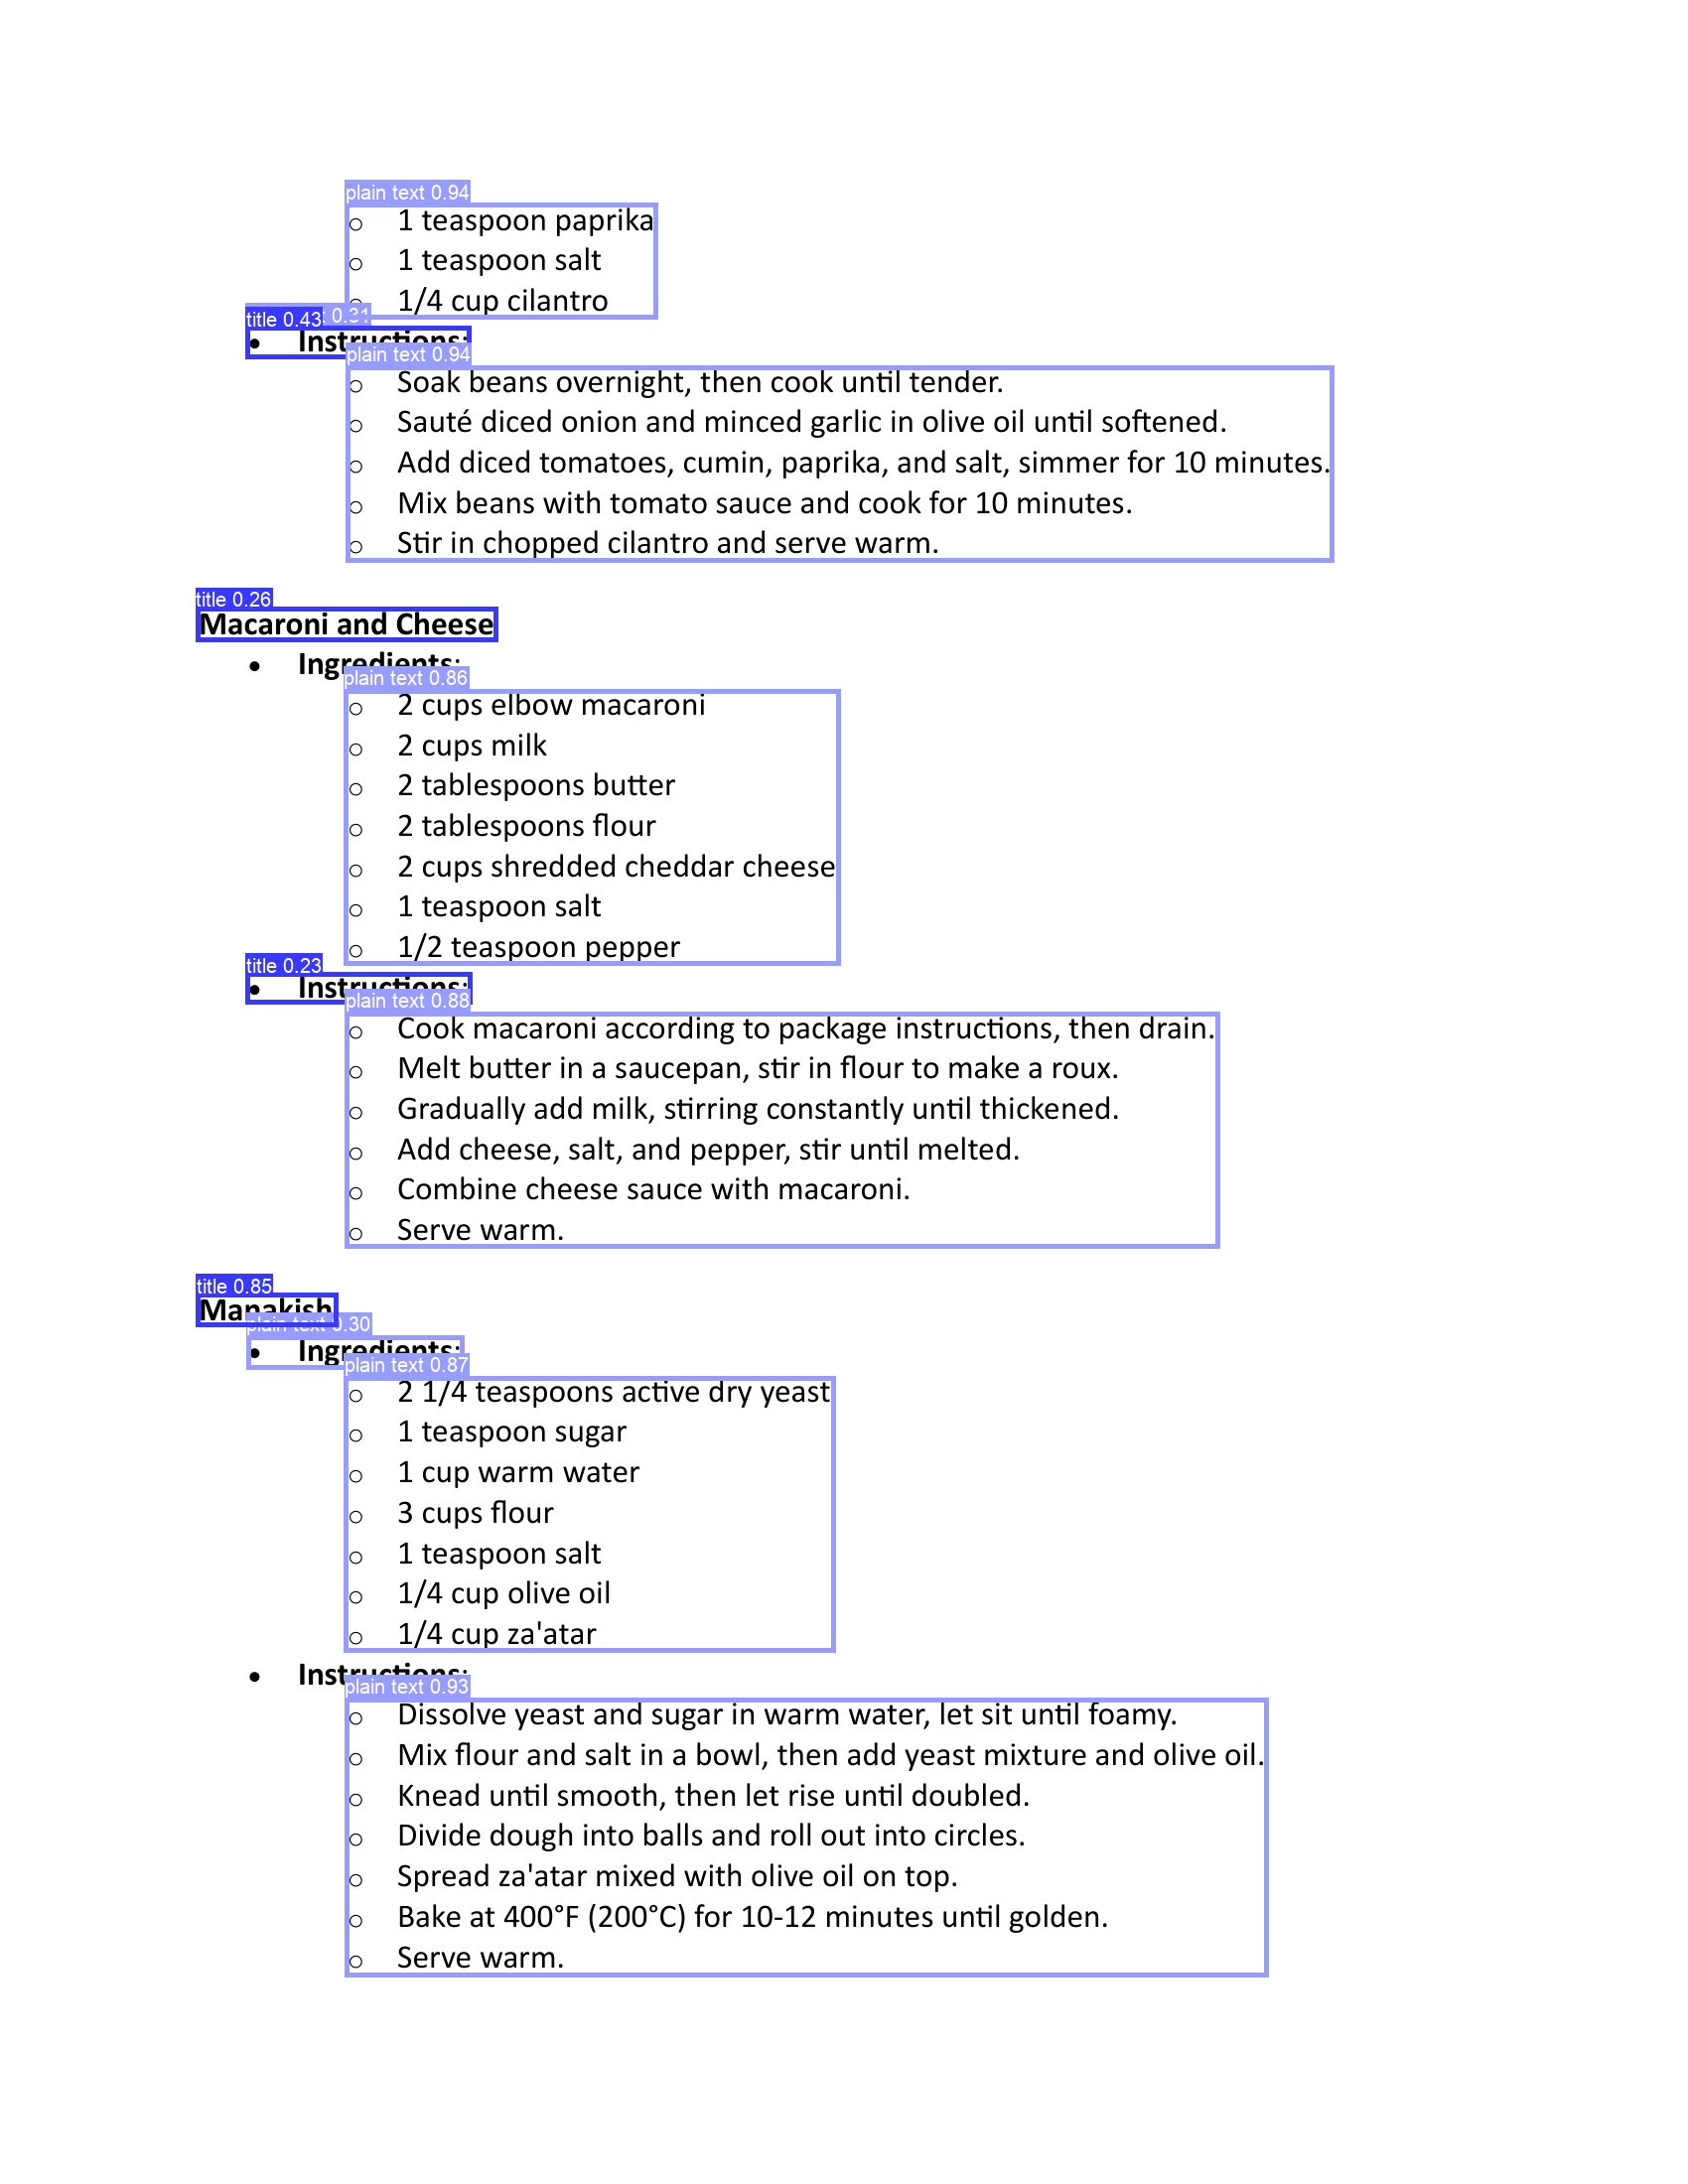 plain text 0.94
○ 1 teaspoon paprika
○ 1 teaspoon salt
○ 1/4 cup cilantro
title 0.43 0.31
• Instructions:
plain text 0.94
○ Soak beans overnight, then cook until tender.
○ Sauté diced onion and minced garlic in olive oil until softened.
○ Add diced tomatoes, cumin, paprika, and salt, simmer for 10 minutes.
○ Mix beans with tomato sauce and cook for 10 minutes.
○ Stir in chopped cilantro and serve warm.
title 0.26
Macaroni and Cheese
• Ingredients:
plain text 0.86
○ 2 cups elbow macaroni
○ 2 cups milk
○ 2 tablespoons butter
○ 2 tablespoons flour
○ 2 cups shredded cheddar cheese
○ 1 teaspoon salt
○ 1/2 teaspoon pepper
title 0.23
• Instructions:
plain text 0.88
○ Cook macaroni according to package instructions, then drain.
○ Melt butter in a saucepan, stir in flour to make a roux.
○ Gradually add milk, stirring constantly until thickened.
○ Add cheese, salt, and pepper, stir until melted.
○ Combine cheese sauce with macaroni.
○ Serve warm.
title 0.85
Manakish
plain text 0.30
• Ingredients:
plain text 0.87
○ 2 1/4 teaspoons active dry yeast
○ 1 teaspoon sugar
○ 1 cup warm water
○ 3 cups flour
○ 1 teaspoon salt
○ 1/4 cup olive oil
○ 1/4 cup za'atar
• Instructions:
plain text 0.93
○ Dissolve yeast and sugar in warm water, let sit until foamy.
○ Mix flour and salt in a bowl, then add yeast mixture and olive oil.
○ Knead until smooth, then let rise until doubled.
○ Divide dough into balls and roll out into circles.
○ Spread za'atar mixed with olive oil on top.
○ Bake at 400°F (200°C) for 10-12 minutes until golden.
○ Serve warm.